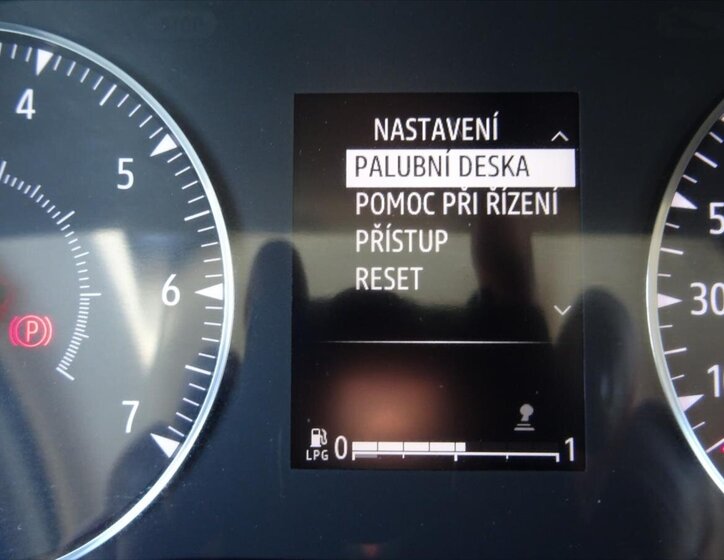 NASTAVENÍ
PALUBNÍ DESKA
POMOC PŘI ŘÍZENÍ
PŘÍSTUP
RESET
LPG 0 1
4
5
6
7
P
5
30
1